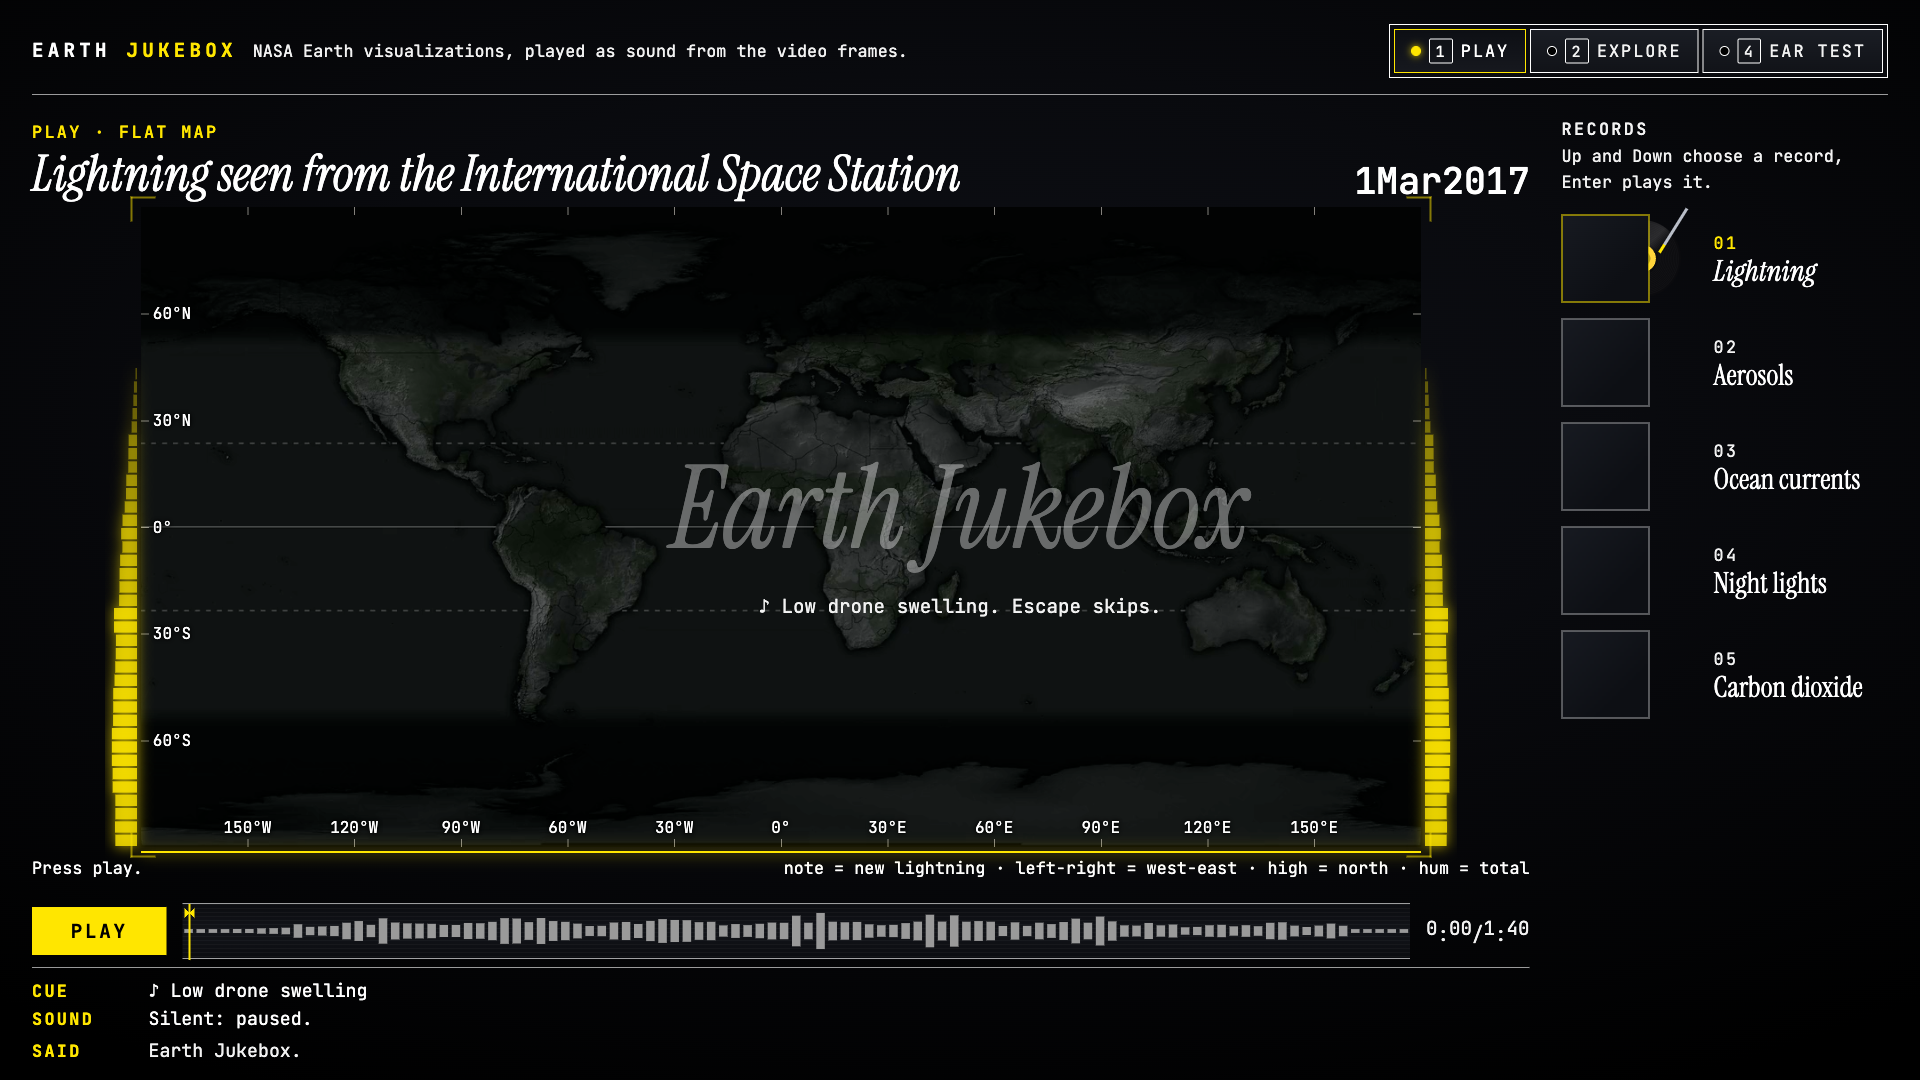 EARTH JUKEBOX NASA Earth visualizations, played as sound from the video frames.
1 PLAY 2 EXPLORE 4 EAR TEST
PLAY · FLAT MAP
Lightning seen from the International Space Station
1Mar2017
RECORDS
Up and Down choose a record,
Enter plays it.
01
Lightning
02
Aerosols
03
Ocean currents
04
Night lights
05
Carbon dioxide
60°N
30°N
0°
30°S
60°S
Earth Jukebox
♪ Low drone swelling. Escape skips.
150°W 120°W 90°W 60°W 30°W 0° 30°E 60°E 90°E 120°E 150°E
Press play.
note = new lightning · left-right = west-east · high = north · hum = total
PLAY
0:00/1:40
CUE ♪ Low drone swelling
SOUND Silent: paused.
SAID Earth Jukebox.